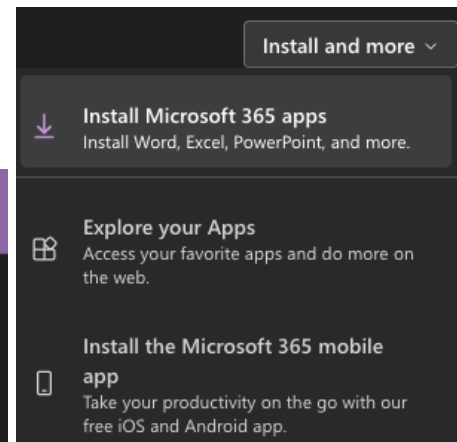 Install and more
Install Microsoft 365 apps
Install Word, Excel, PowerPoint, and more.
Explore your Apps
Access your favorite apps and do more on
the web.
Install the Microsoft 365 mobile
app
Take your productivity on the go with our
free iOS and Android app.